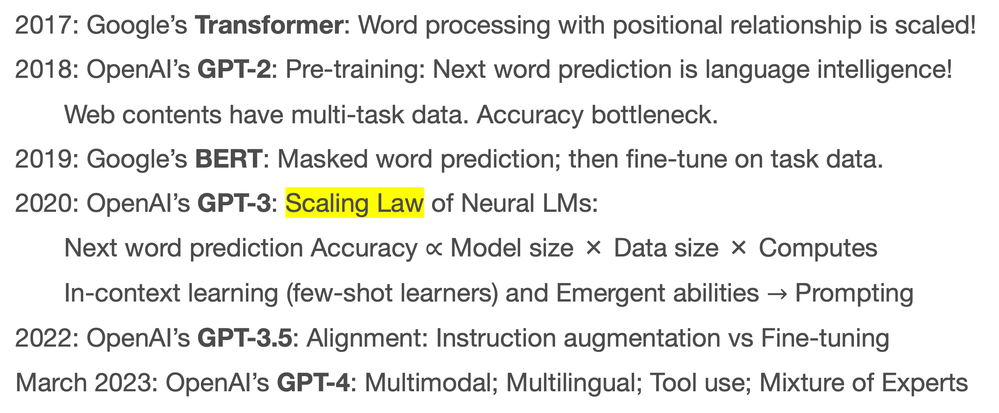 2017: Google’s Transformer: Word processing with positional relationship is scaled!
2018: OpenAI’s GPT-2: Pre-training: Next word prediction is language intelligence!
Web contents have multi-task data. Accuracy bottleneck.
2019: Google’s BERT: Masked word prediction; then fine-tune on task data.
2020: OpenAI’s GPT-3: Scaling Law of Neural LMs:
Next word prediction Accuracy ∝ Model size × Data size × Computes
In-context learning (few-shot learners) and Emergent abilities → Prompting
2022: OpenAI’s GPT-3.5: Alignment: Instruction augmentation vs Fine-tuning
March 2023: OpenAI’s GPT-4: Multimodal; Multilingual; Tool use; Mixture of Experts